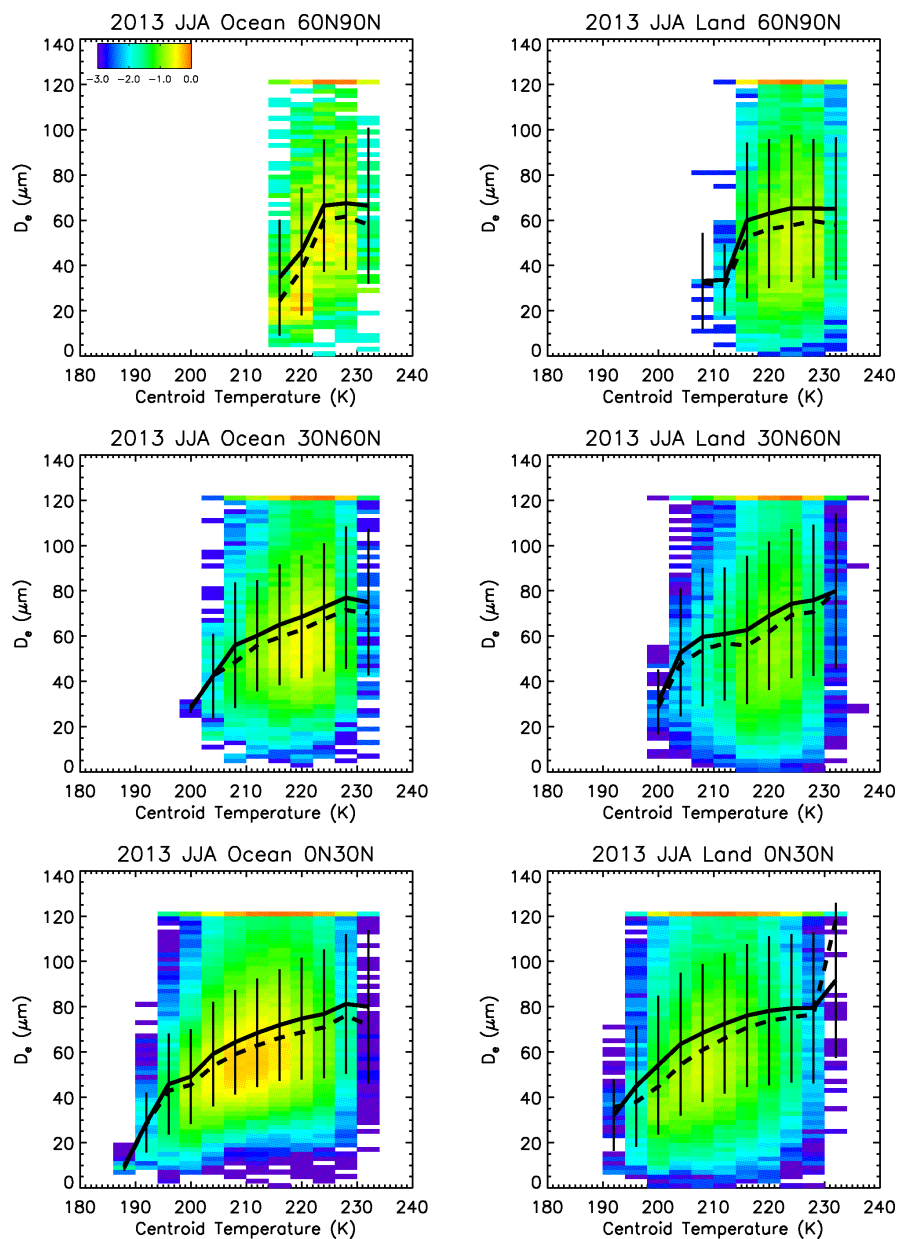 2013 JJA Ocean 60N90N
2013 JJA Land 60N90N
140
120
100
80
60
40
20
0
-3.0 -2.0 -1.0 0.0
Dₑ (μm)
180 190 200 210 220 230 240
Centroid Temperature (K)
140
120
100
80
60
40
20
0
Dₑ (μm)
180 190 200 210 220 230 240
Centroid Temperature (K)
2013 JJA Ocean 30N60N
2013 JJA Land 30N60N
140
120
100
80
60
40
20
0
Dₑ (μm)
180 190 200 210 220 230 240
Centroid Temperature (K)
140
120
100
80
60
40
20
0
Dₑ (μm)
180 190 200 210 220 230 240
Centroid Temperature (K)
2013 JJA Ocean 0N30N
2013 JJA Land 0N30N
140
120
100
80
60
40
20
0
Dₑ (μm)
180 190 200 210 220 230 240
Centroid Temperature (K)
140
120
100
80
60
40
20
0
Dₑ (μm)
180 190 200 210 220 230 240
Centroid Temperature (K)